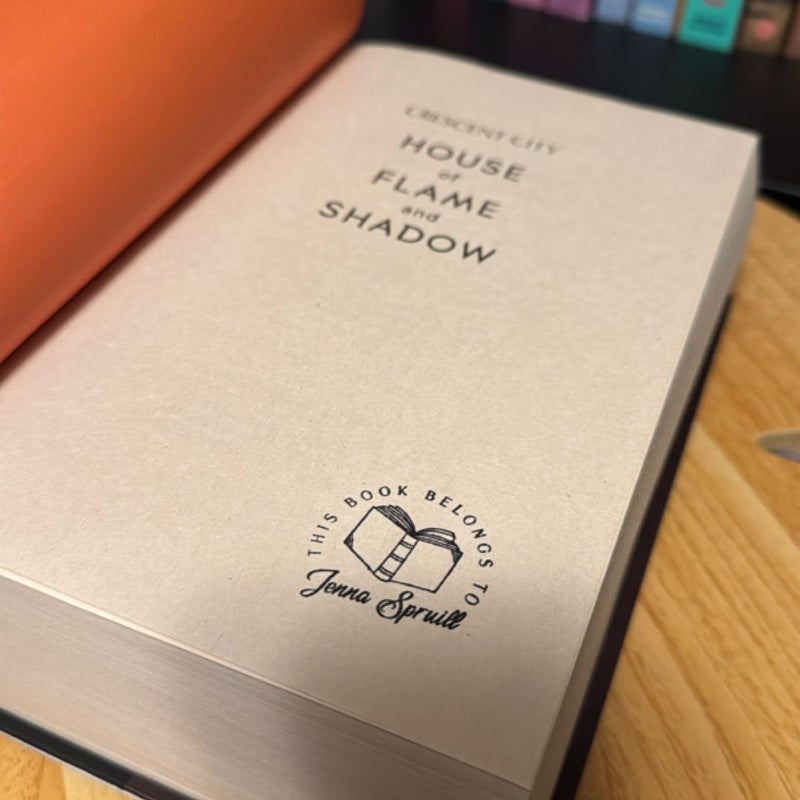 CRESCENT CITY
HOUSE
of
FLAME
and
SHADOW
THIS BOOK BELONGS TO
Jenna Spruill